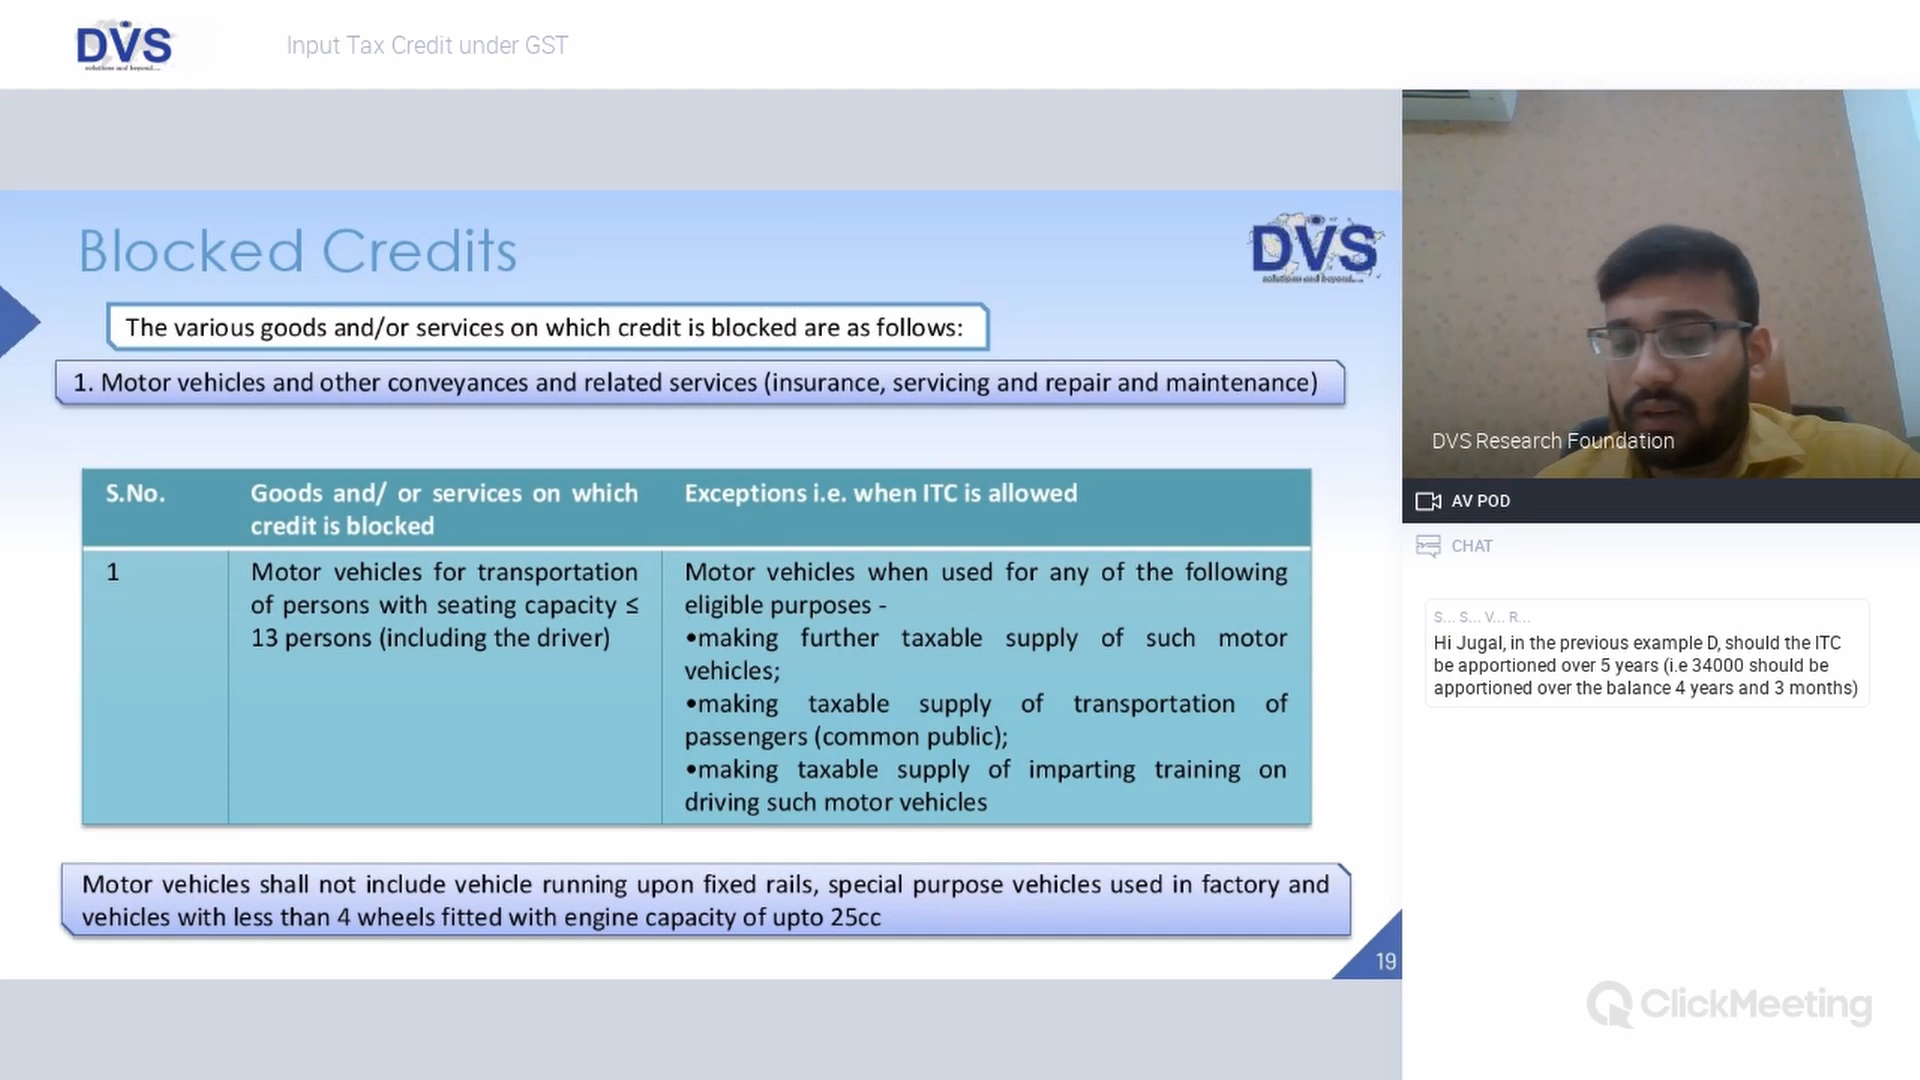 DVS
solutions and beyond...
Input Tax Credit under GST
Blocked Credits
DVS
solutions and beyond...
The various goods and/or services on which credit is blocked are as follows:
1. Motor vehicles and other conveyances and related services (insurance, servicing and repair and maintenance)
S.No.
Goods and/ or services on which
credit is blocked
Exceptions i.e. when ITC is allowed
1
Motor vehicles for transportation
of persons with seating capacity ≤
13 persons (including the driver)
Motor vehicles when used for any of the following
eligible purposes -
•making further taxable supply of such motor
vehicles;
•making taxable supply of transportation of
passengers (common public);
•making taxable supply of imparting training on
driving such motor vehicles
Motor vehicles shall not include vehicle running upon fixed rails, special purpose vehicles used in factory and
vehicles with less than 4 wheels fitted with engine capacity of upto 25cc
19
DVS Research Foundation
AV POD
CHAT
S... S... V... R...
Hi Jugal, in the previous example D, should the ITC
be apportioned over 5 years (i.e 34000 should be
apportioned over the balance 4 years and 3 months)
ClickMeeting